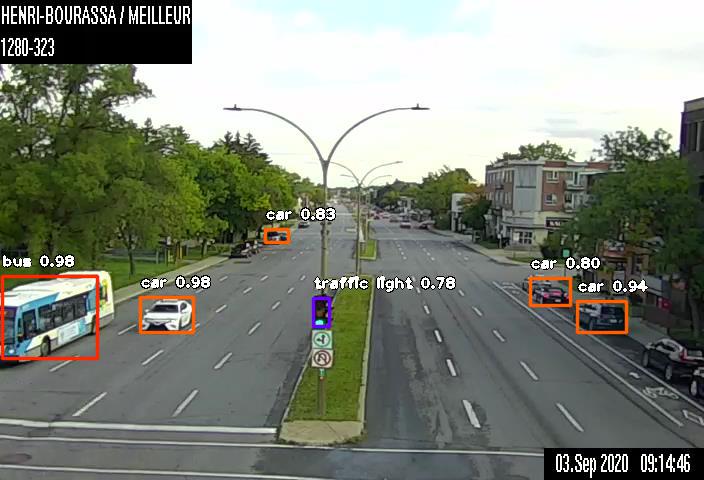 HENRI-BOURASSA / MEILLEUR
1280-323
car 0.83
bus 0.98
car 0.98
traffic light 0.78
car 0.80
car 0.94
03.Sep 2020 09:14:46